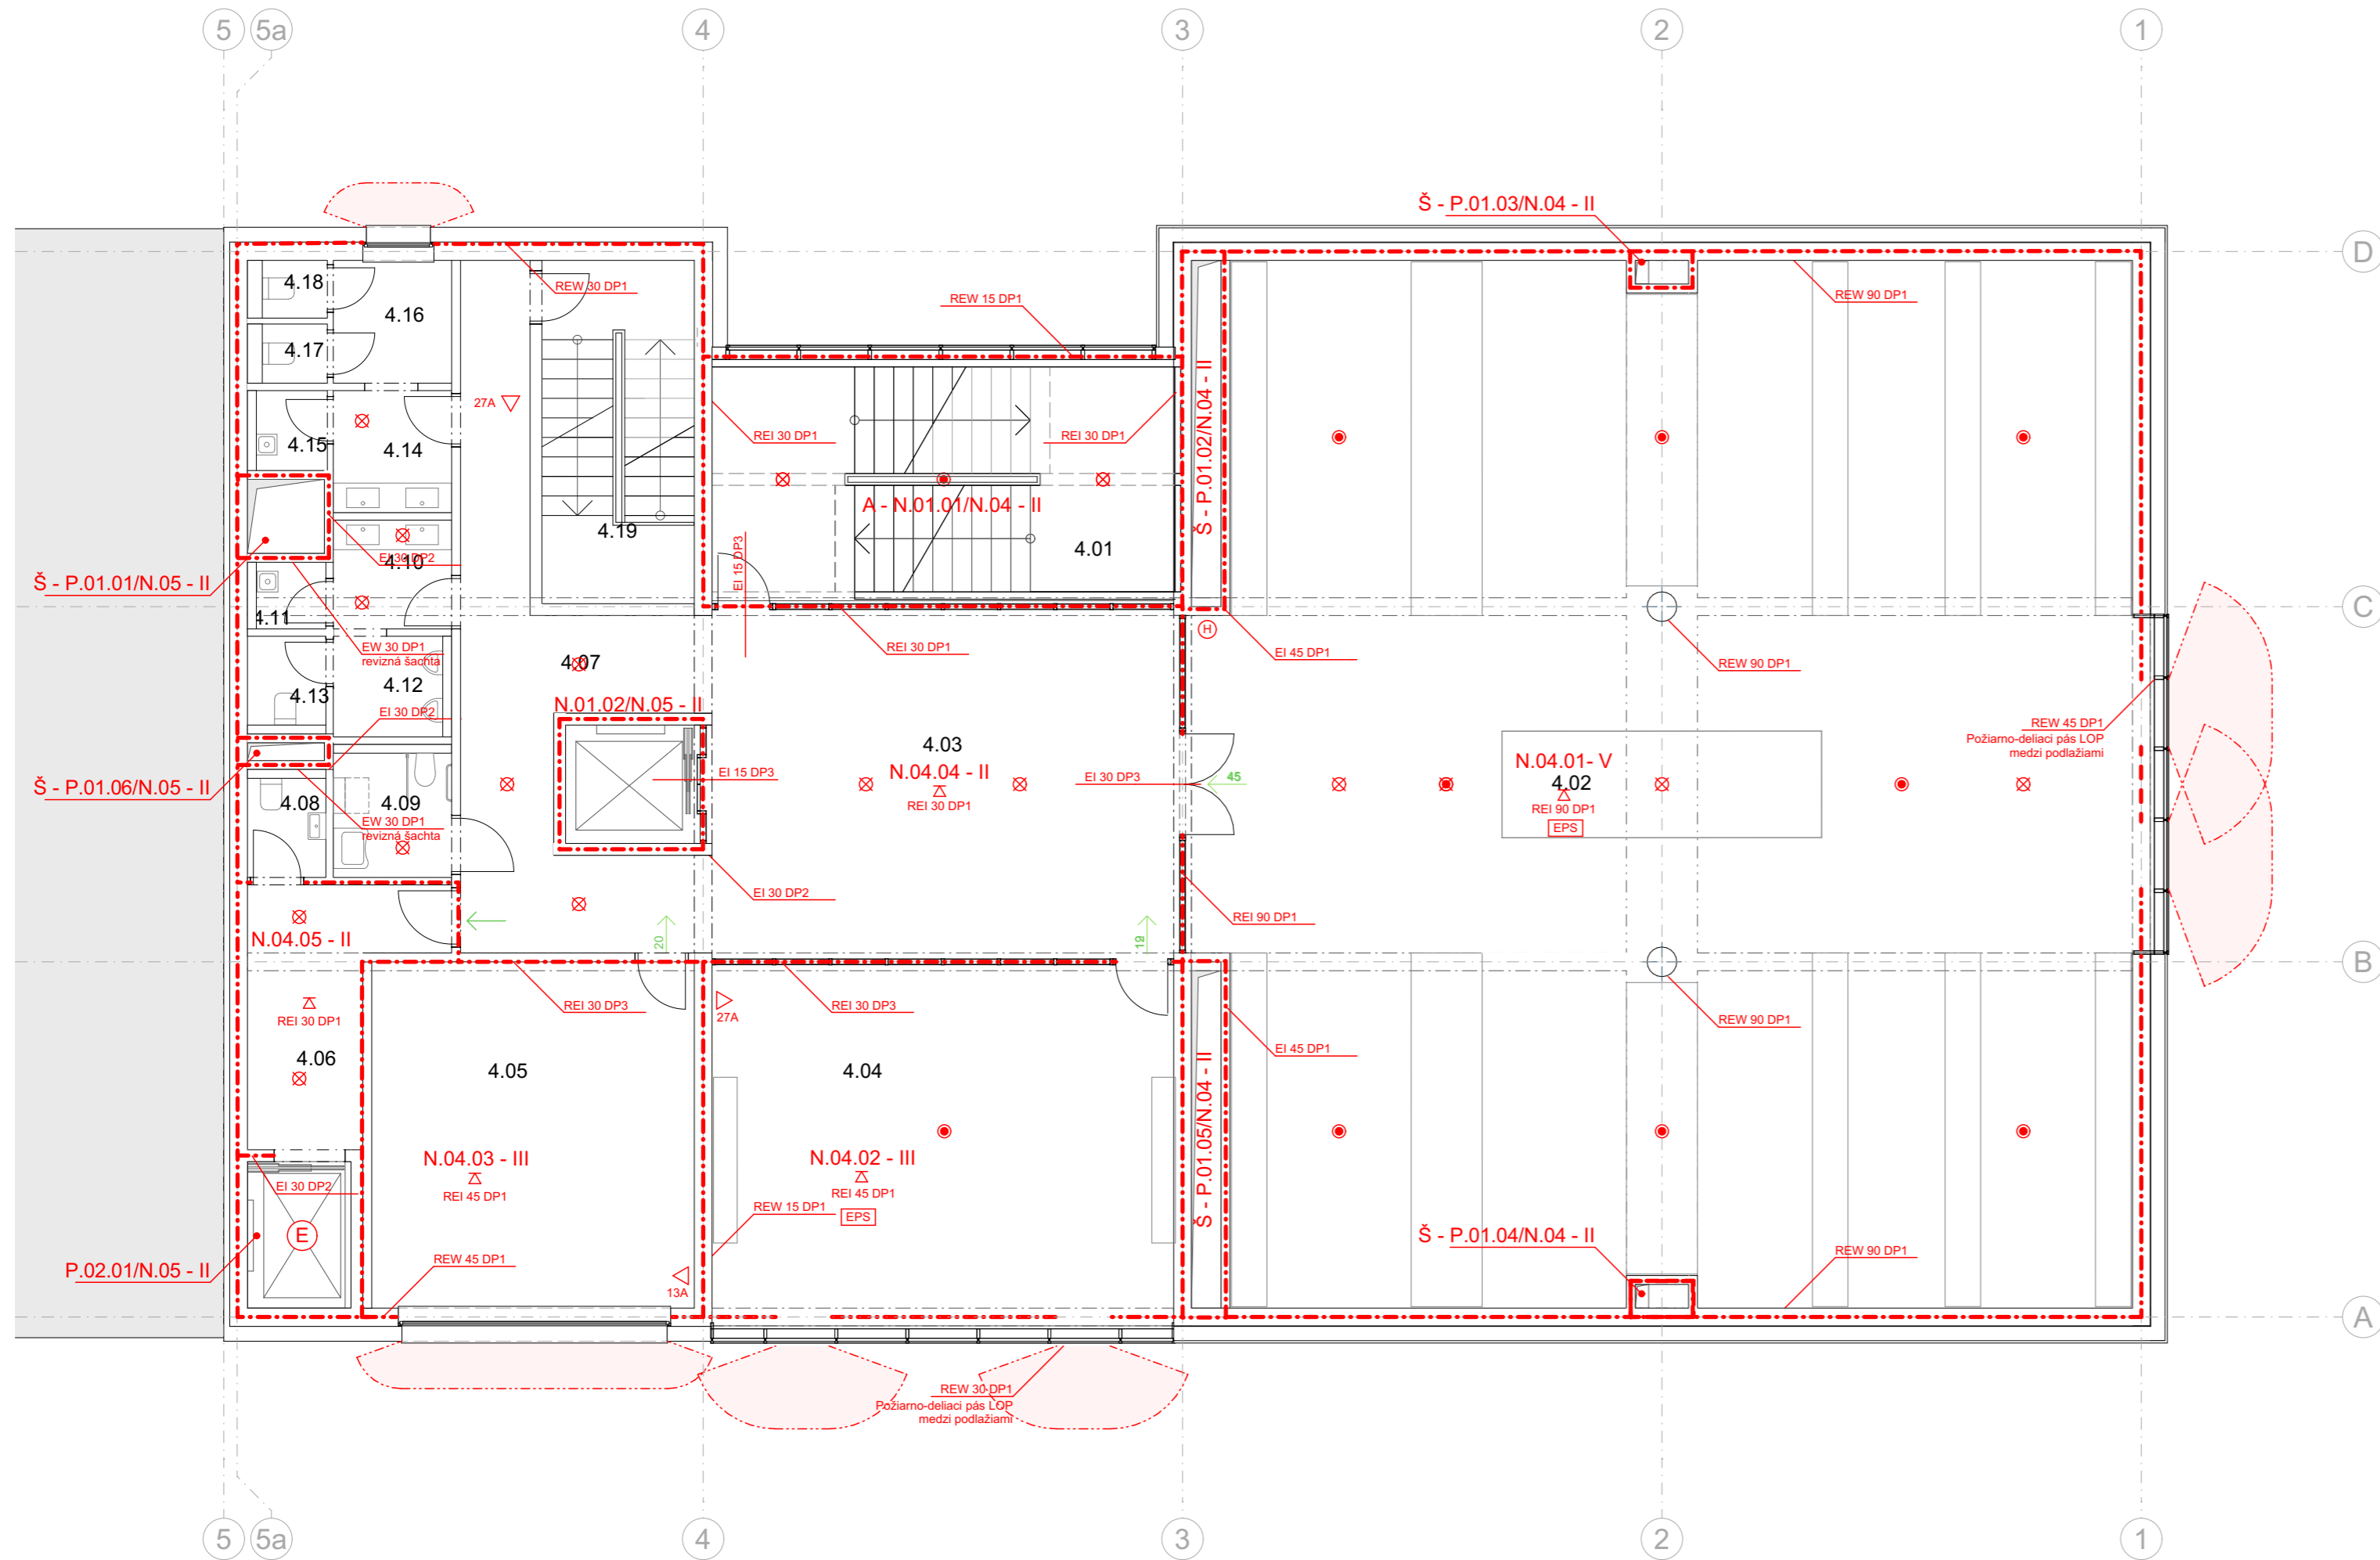 5
5a
4
3
2
1
Š - P.01.03/N.04 - II
D
4.18
REW 30 DP1
REW 15 DP1
REW 90 DP1
4.16
4.17
27A
Š - P.01.02/N.04 - II
REI 30 DP1
REI 30 DP1
4.15
4.14
A - N.01.01/N.04 - II
4.19
4.01
EI 15 DP3
EI 30 DP2
4.10
Š - P.01.01/N.05 - II
C
4.11
H
EW 30 DP1
revizná šachta
REI 30 DP1
EI 45 DP1
4.07
REW 90 DP1
4.12
4.13
N.01.02/N.05 - II
EI 30 DP2
REW 45 DP1
Požiarno-deliaci pás LOP
medzi podlažiami
4.03
N.04.04 - II
REI 30 DP1
EI 15 DP3
EI 30 DP3
45
N.04.01- V
4.02
REI 90 DP1
EPS
Š - P.01.06/N.05 - II
4.08
4.09
EW 30 DP1
revizná šachta
EI 30 DP2
REI 90 DP1
N.04.05 - II
20
19
B
REI 30 DP3
REI 30 DP3
27A
REI 30 DP1
REW 90 DP1
4.06
4.05
4.04
EI 45 DP1
Š - P.01.05/N.04 - II
N.04.03 - III
REI 45 DP1
N.04.02 - III
REI 45 DP1
EPS
EI 30 DP2
REW 15 DP1
E
Š - P.01.04/N.04 - II
P.02.01/N.05 - II
REW 45 DP1
REW 90 DP1
13A
A
REW 30 DP1
Požiarno-deliaci pás LOP
medzi podlažiami
5
5a
4
3
2
1